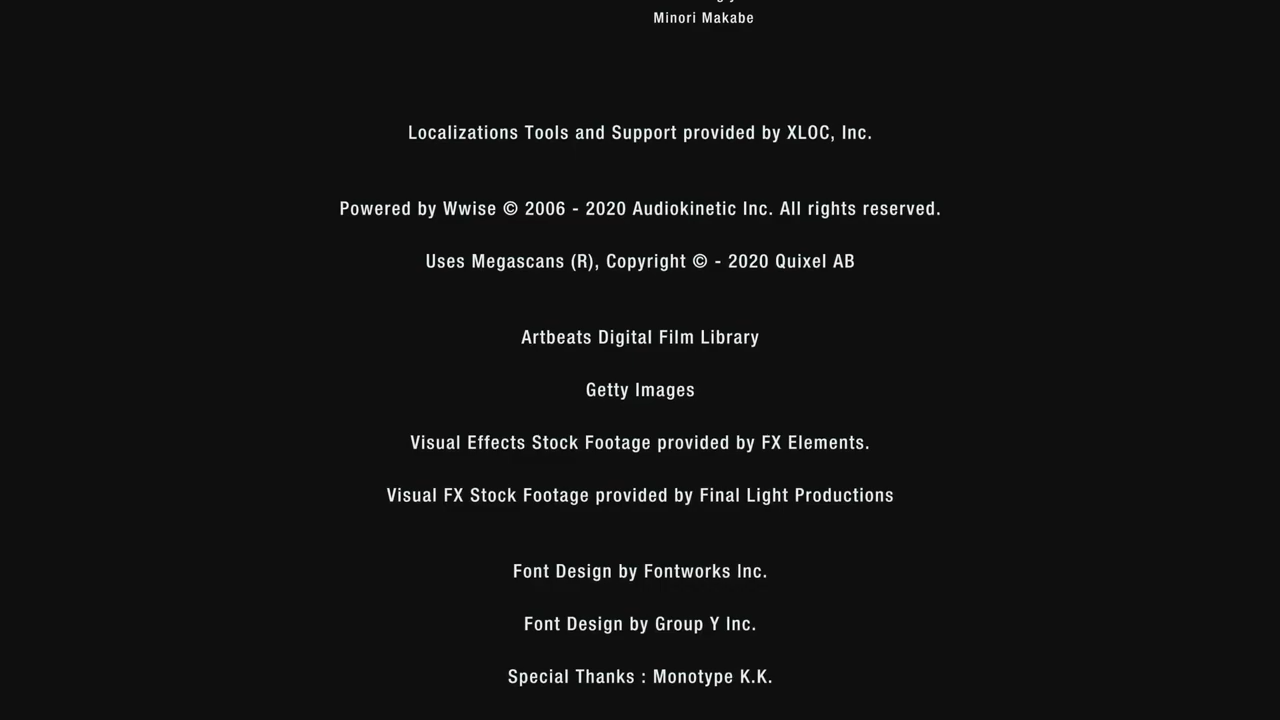 Minori Makabe
Localizations Tools and Support provided by XLOC, Inc.
Powered by Wwise © 2006 - 2020 Audiokinetic Inc. All rights reserved.
Uses Megascans (R), Copyright © - 2020 Quixel AB
Artbeats Digital Film Library
Getty Images
Visual Effects Stock Footage provided by FX Elements.
Visual FX Stock Footage provided by Final Light Productions
Font Design by Fontworks Inc.
Font Design by Group Y Inc.
Special Thanks : Monotype K.K.